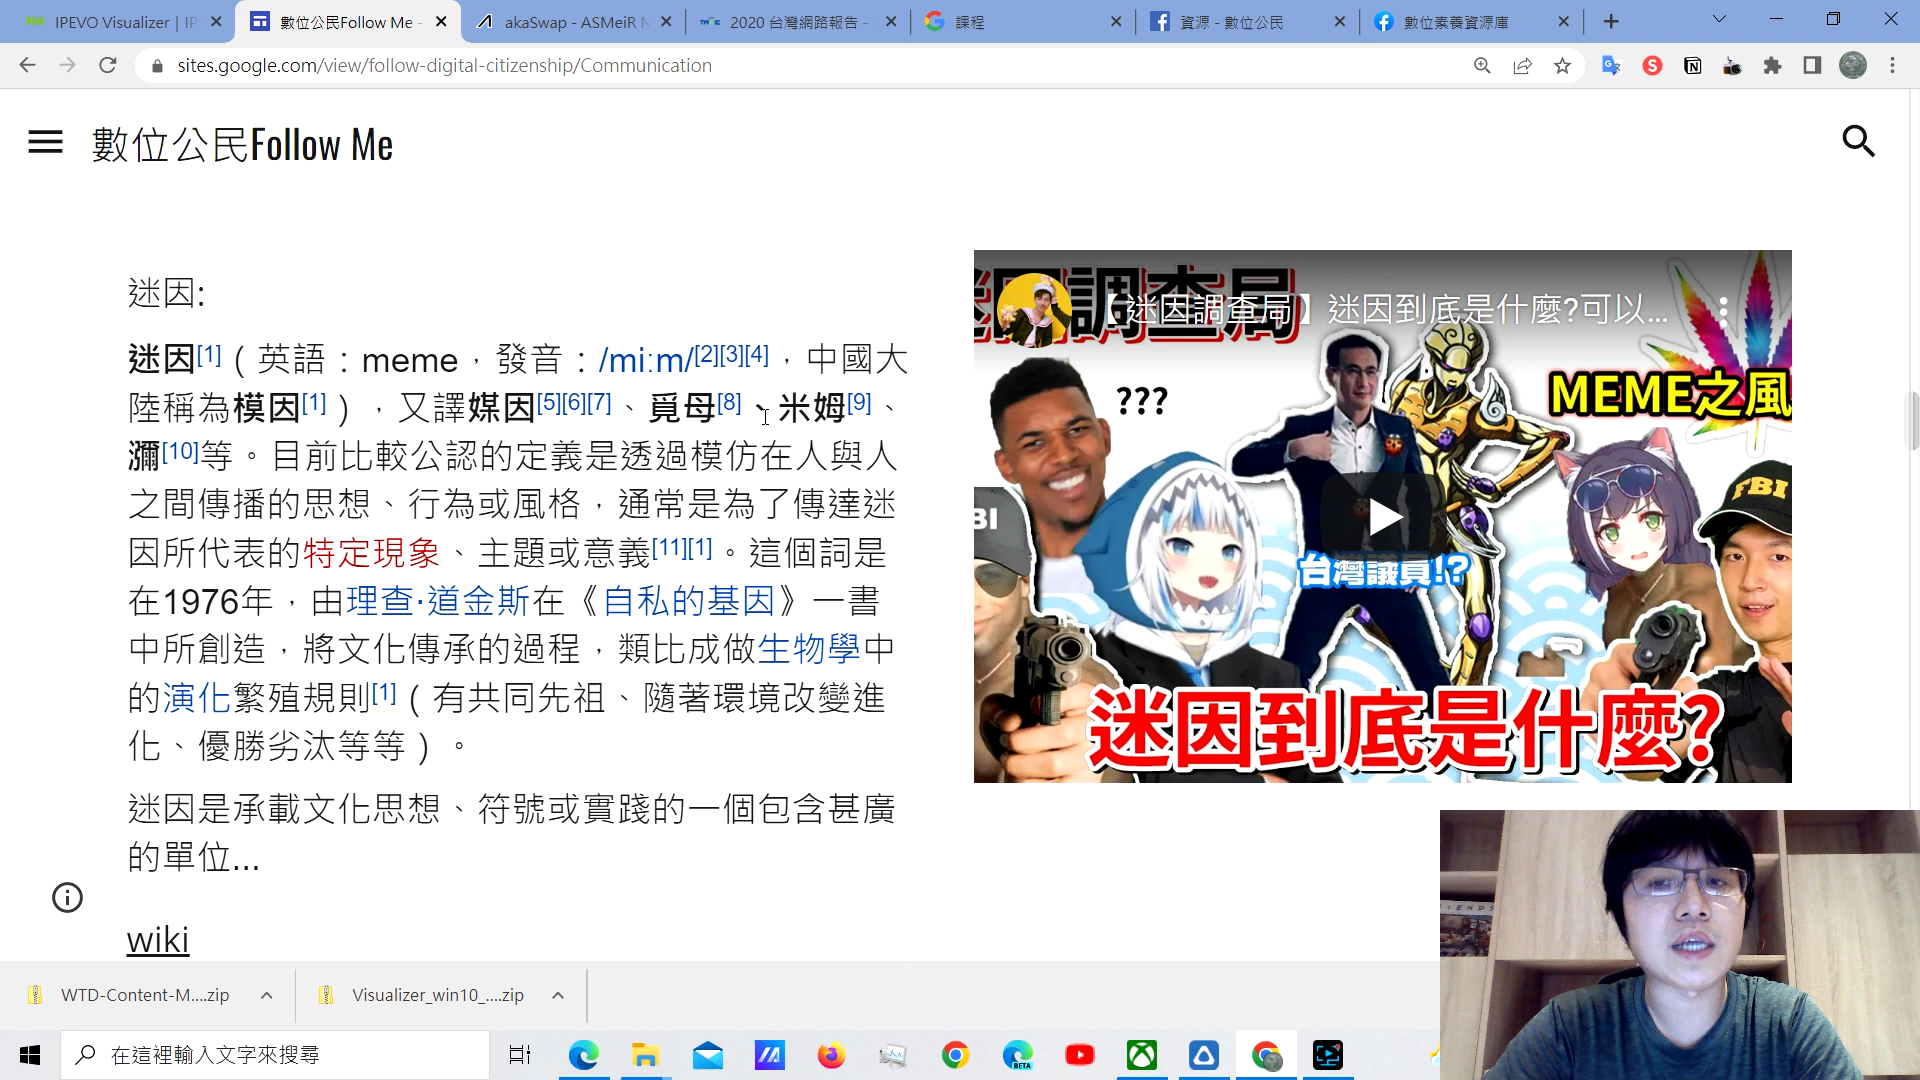 IPEVO Visualizer | IP
數位公民Follow Me -
akaSwap - ASMeiR N
2020 台灣網路報告 -
課程
資源 - 數位公民
數位素養資源庫
sites.google.com/view/follow-digital-citizenship/Communication
數位公民Follow Me
迷因:
迷因[1]（英語：meme，發音：/miːm/[2][3][4]，中國大
陸稱為模因[1]），又譯媒因[5][6][7]、覓母[8]、米姆[9]、
瀰[10]等。目前比較公認的定義是透過模仿在人與人
之間傳播的思想、行為或風格，通常是為了傳達迷
因所代表的特定現象、主題或意義[11][1]。這個詞是
在1976年，由理查·道金斯在《自私的基因》一書
中所創造，將文化傳承的過程，類比成做生物學中
的演化繁殖規則[1]（有共同先祖、隨著環境改變進
化、優勝劣汰等等）。
迷因是承載文化思想、符號或實踐的一個包含甚廣
的單位...
wiki
迷因調查局
【迷因調查局】迷因到底是什麼?可以...
???
MEME之風
FBI
BI
台灣議員!?
迷因到底是什麼?
WTD-Content-M....zip
Visualizer_win10_....zip
在這裡輸入文字來搜尋
BETA